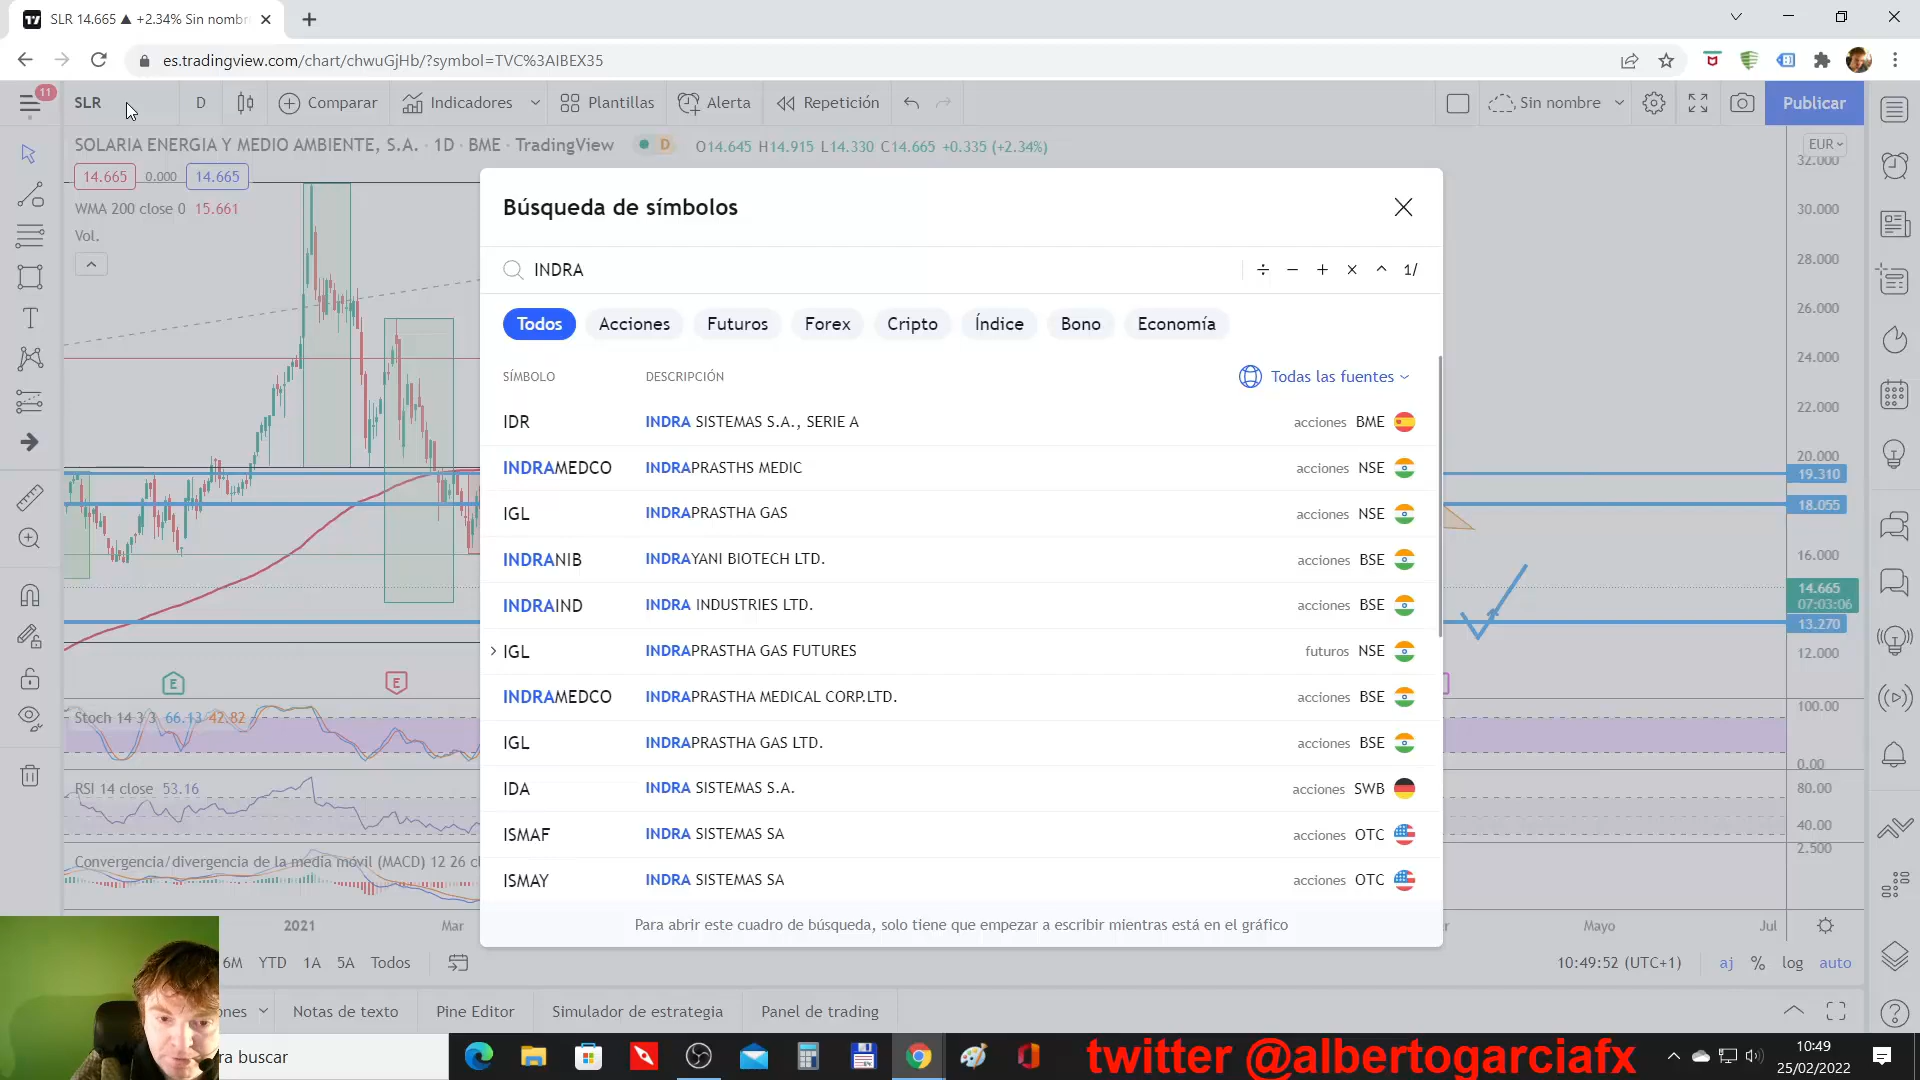 SLR 14.665 ▲ +2.34% Sin nombr
es.tradingview.com/chart/chwuGjHb/?symbol=TVC%3AIBEX35
11
SLR
D
Comparar
Indicadores
Plantillas
Alerta
Repetición
Sin nombre
Publicar
SOLARIA ENERGIA Y MEDIO AMBIENTE, S.A. · 1D · BME · TradingView
D
O14.645 H14.915 L14.330 C14.665 +0.335 (+2.34%)
EUR
14.665
0.000
14.665
WMA 200 close 0 15.661
Vol.
Búsqueda de símbolos
INDRA
÷ − + × ^ 1/
Todos
Acciones
Futuros
Forex
Cripto
Índice
Bono
Economía
SÍMBOLO
DESCRIPCIÓN
Todas las fuentes
IDR INDRA SISTEMAS S.A., SERIE A acciones BME
INDRAMEDCO INDRAPRASTHS MEDIC acciones NSE
IGL INDRAPRASTHA GAS acciones NSE
INDRANIB INDRAYANI BIOTECH LTD. acciones BSE
INDRAIND INDRA INDUSTRIES LTD. acciones BSE
IGL INDRAPRASTHA GAS FUTURES futuros NSE
INDRAMEDCO INDRAPRASTHA MEDICAL CORP.LTD. acciones BSE
IGL INDRAPRASTHA GAS LTD. acciones BSE
IDA INDRA SISTEMAS S.A. acciones SWB
ISMAF INDRA SISTEMAS SA acciones OTC
ISMAY INDRA SISTEMAS SA acciones OTC
Para abrir este cuadro de búsqueda, solo tiene que empezar a escribir mientras está en el gráfico
32.000
30.000
28.000
26.000
24.000
22.000
20.000
19.310
18.055
16.000
14.665
07:03:06
13.270
12.000
100.00
0.00
80.00
40.00
2.500
E
E
Stoch 14 3 3 66.13 42.82
RSI 14 close 53.16
Convergencia/divergencia de la media móvil (MACD) 12 26 cl
2021
Mar
Mayo
Jul
6M
YTD
1A
5A
Todos
10:49:52 (UTC+1)
aj
%
log
auto
Notas de texto
Pine Editor
Simulador de estrategia
Panel de trading
ra buscar
twitter @albertogarciafx
10:49
25/02/2022